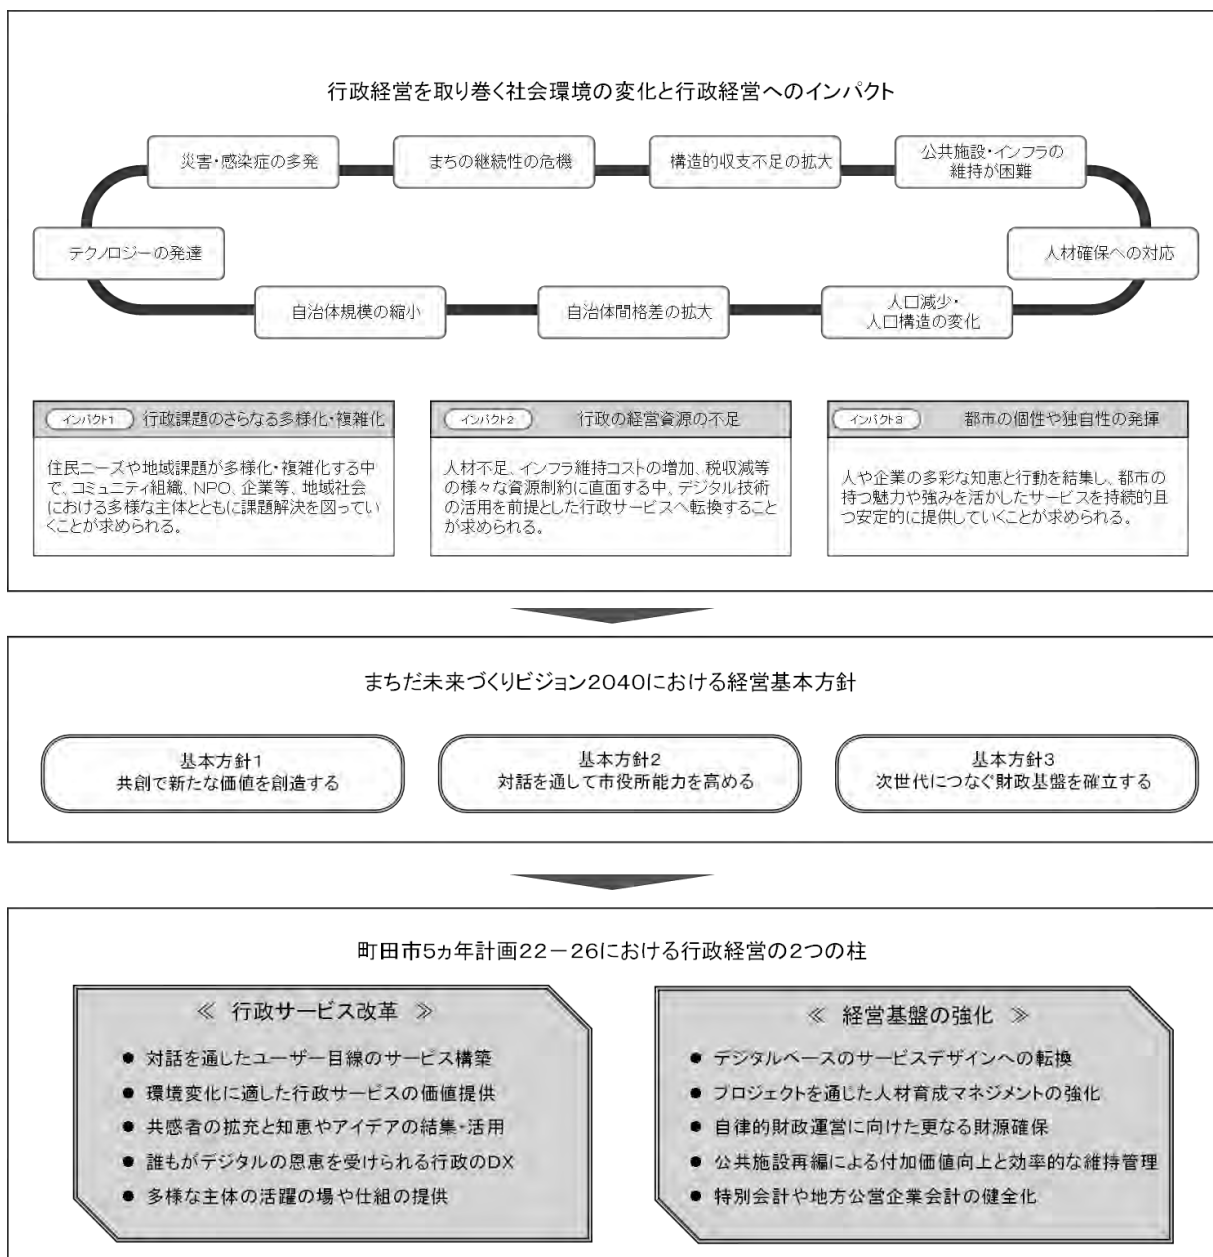 行政経営を取り巻く社会環境の変化と行政経営へのインパクト
災害・感染症の多発
まちの継続性の危機
構造的収支不足の拡大
公共施設・インフラの
維持が困難
テクノロジーの発達
人材確保への対応
自治体規模の縮小
自治体間格差の拡大
人口減少・
人口構造の変化
インパクト1 行政課題のさらなる多様化・複雑化
住民ニーズや地域課題が多様化・複雑化する中
で、コミュニティ組織、NPO、企業等、地域社会
における多様な主体とともに課題解決を図ってい
くことが求められる。
インパクト2 行政の経営資源の不足
人材不足、インフラ維持コストの増加、税収減等
の様々な資源制約に直面する中、デジタル技術
の活用を前提とした行政サービスへ転換すること
が求められる。
インパクト3 都市の個性や独自性の発揮
人や企業の多彩な知恵と行動を結集し、都市の
持つ魅力や強みを活かしたサービスを持続的且
つ安定的に提供していくことが求められる。
まちだ未来づくりビジョン2040における経営基本方針
基本方針1
共創で新たな価値を創造する
基本方針2
対話を通して市役所能力を高める
基本方針3
次世代につなぐ財政基盤を確立する
町田市5ヵ年計画22－26における行政経営の2つの柱
≪ 行政サービス改革 ≫
● 対話を通したユーザー目線のサービス構築
● 環境変化に適した行政サービスの価値提供
● 共感者の拡充と知恵やアイデアの結集・活用
● 誰もがデジタルの恩恵を受けられる行政のDX
● 多様な主体の活躍の場や仕組の提供
≪ 経営基盤の強化 ≫
● デジタルベースのサービスデザインへの転換
● プロジェクトを通じた人材育成マネジメントの強化
● 自律的財政運営に向けた更なる財源確保
● 公共施設再編による付加価値向上と効率的な維持管理
● 特別会計や地方公営企業会計の健全化